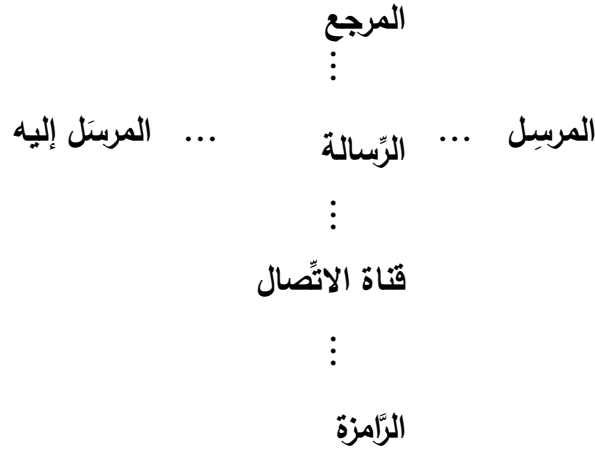 المرجع
⋮
المرسِل ... الرِّسالة ... المرسَل إليه
⋮
قناة الاتِّصال
⋮
الرَّامزة